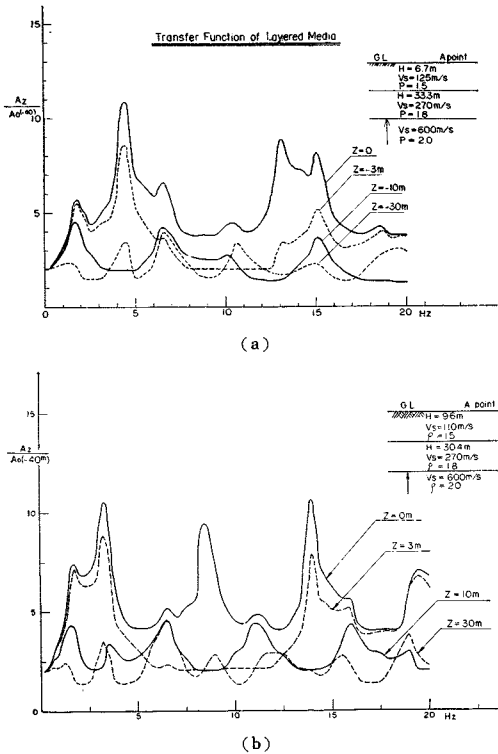 Transfer Function of Layered Media
GL A point
H=6.7m
Vs=125m/s
P=1.5
H=33.3m
Vs=270m/s
P=1.8
Vs=600m/s
P=2.0
15
Az
Ao(-40)
10
5
Z=0
Z=-3m
Z=-10m
Z=-30m
0 5 10 15 20 Hz
(a)
GL A point
H=9.6m
Vs=110m/s
ρ=1.5
H=30.4m
Vs=270m/s
ρ=1.8
Vs=600m/s
ρ=2.0
15
Az
Ao(-40m)
10
5
0
Z=0m
Z=3m
Z=10m
Z=30m
0 5 10 15 20 Hz
(b)